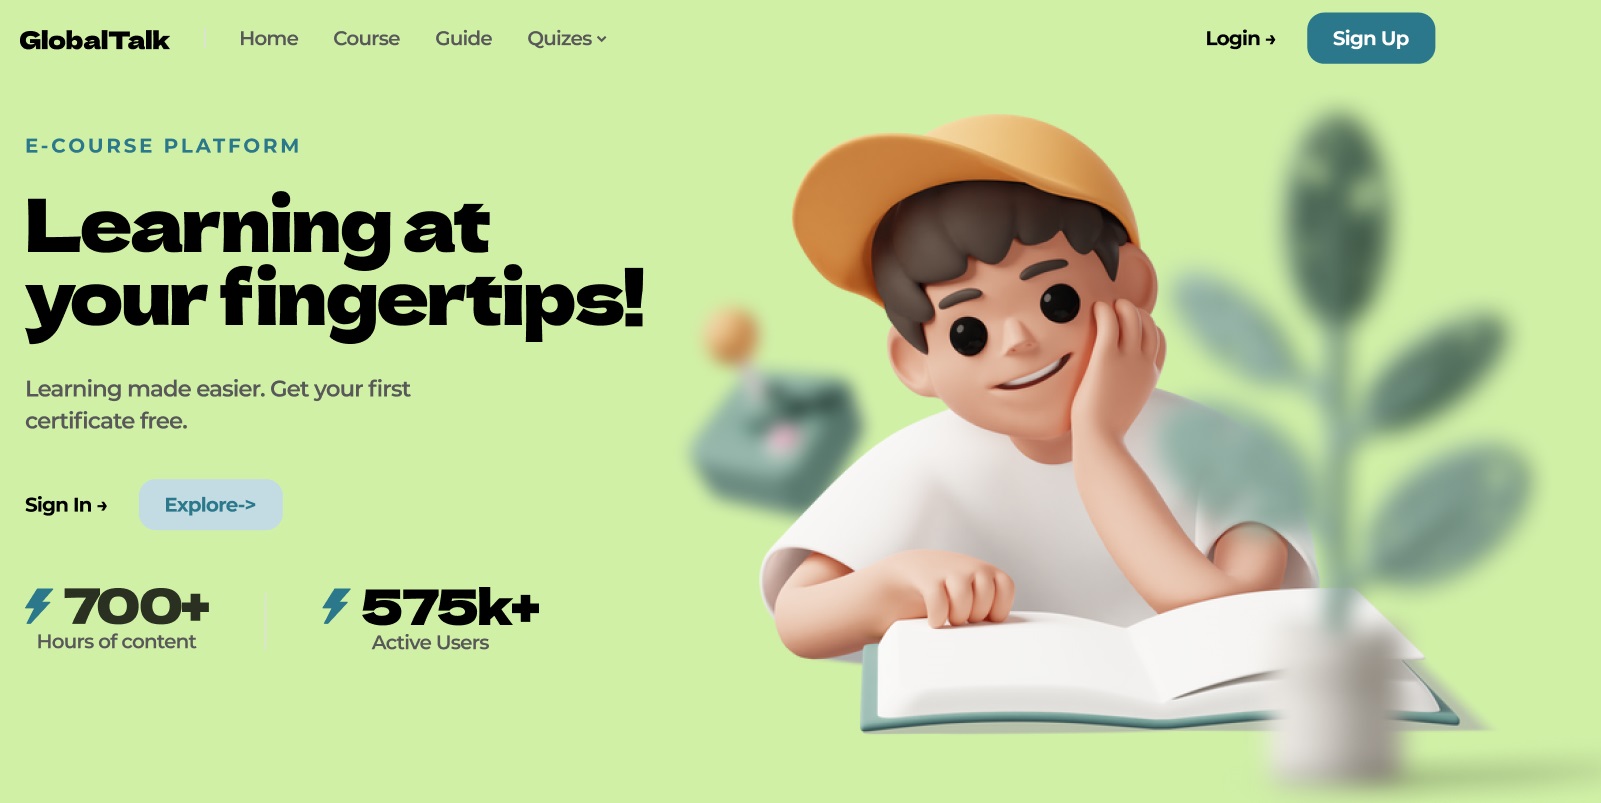 GlobalTalk
Home
Course
Guide
Quizes
Login →
Sign Up
E-COURSE PLATFORM
Learning at
your fingertips!
Learning made easier. Get your first
certificate free.
Sign In →
Explore->
700+
Hours of content
575k+
Active Users